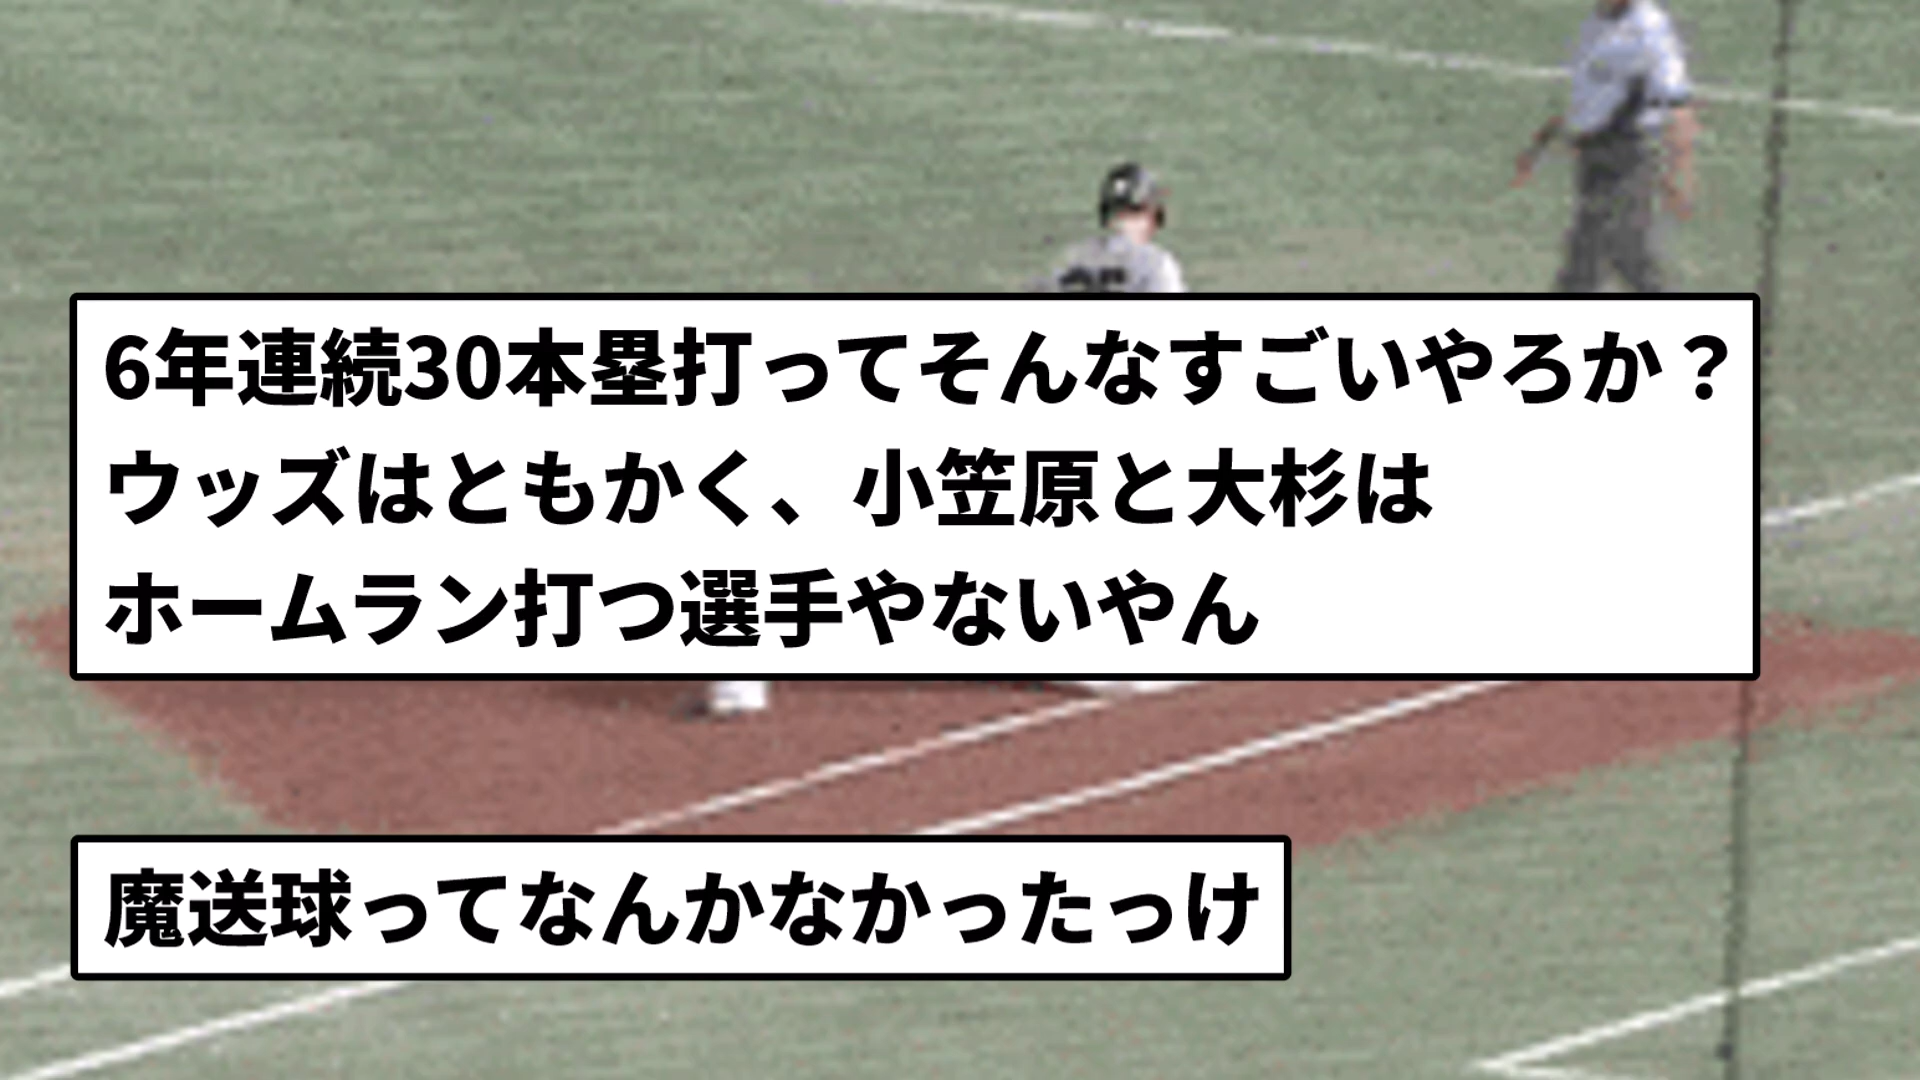 6年連続30本塁打ってそんなすごいやろか？
ウッズはともかく、小笠原と大杉は
ホームラン打つ選手やないやん
魔送球ってなんかなかったっけ